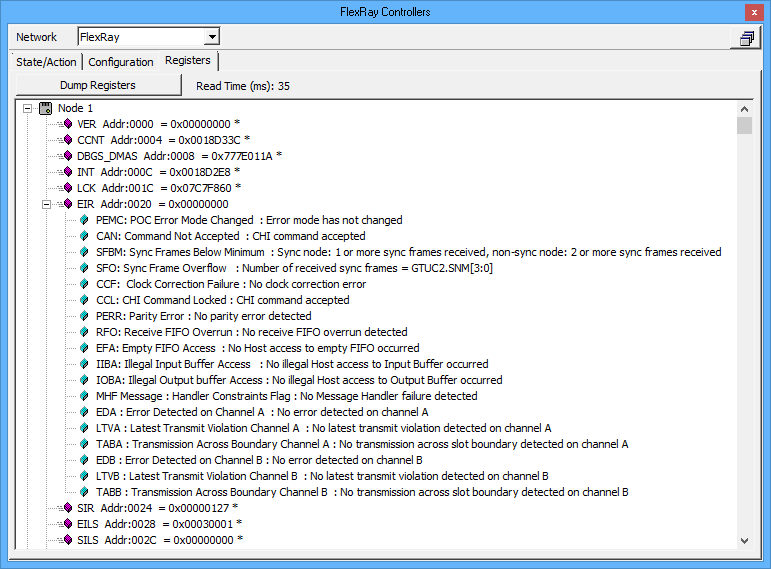 FlexRay Controllers
x
Network FlexRay
State/Action Configuration Registers
Dump Registers Read Time (ms): 35
Node 1
VER Addr:0000 = 0x00000000 *
CCNT Addr:0004 = 0x0018D33C *
DBGS_DMAS Addr:0008 = 0x777E011A *
INT Addr:000C = 0x0018D2E8 *
LCK Addr:001C = 0x07C7F860 *
EIR Addr:0020 = 0x00000000
PEMC: POC Error Mode Changed : Error mode has not changed
CAN: Command Not Accepted : CHI command accepted
SFBM: Sync Frames Below Minimum : Sync node: 1 or more sync frames received, non-sync node: 2 or more sync frames received
SFO: Sync Frame Overflow : Number of received sync frames = GTUC2.SNM[3:0]
CCF: Clock Correction Failure : No clock correction error
CCL: CHI Command Locked : CHI command accepted
PERR: Parity Error : No parity error detected
RFO: Receive FIFO Overrun : No receive FIFO overrun detected
EFA: Empty FIFO Access : No Host access to empty FIFO occurred
IIBA: Illegal Input Buffer Access : No illegal Host access to Input Buffer occurred
IOBA: Illegal Output buffer Access : No illegal Host access to Output Buffer occurred
MHF Message : Handler Constraints Flag : No Message Handler failure detected
EDA : Error Detected on Channel A : No error detected on channel A
LTVA : Latest Transmit Violation Channel A : No latest transmit violation detected on channel A
TABA : Transmission Across Boundary Channel A : No transmission across slot boundary detected on channel A
EDB : Error Detected on Channel B : No error detected on channel B
LTVB : Latest Transmit Violation Channel B : No latest transmit violation detected on channel B
TABB : Transmission Across Boundary Channel B : No transmission across slot boundary detected on channel B
SIR Addr:0024 = 0x00000127 *
EILS Addr:0028 = 0x00030001 *
SILS Addr:002C = 0x00000000 *